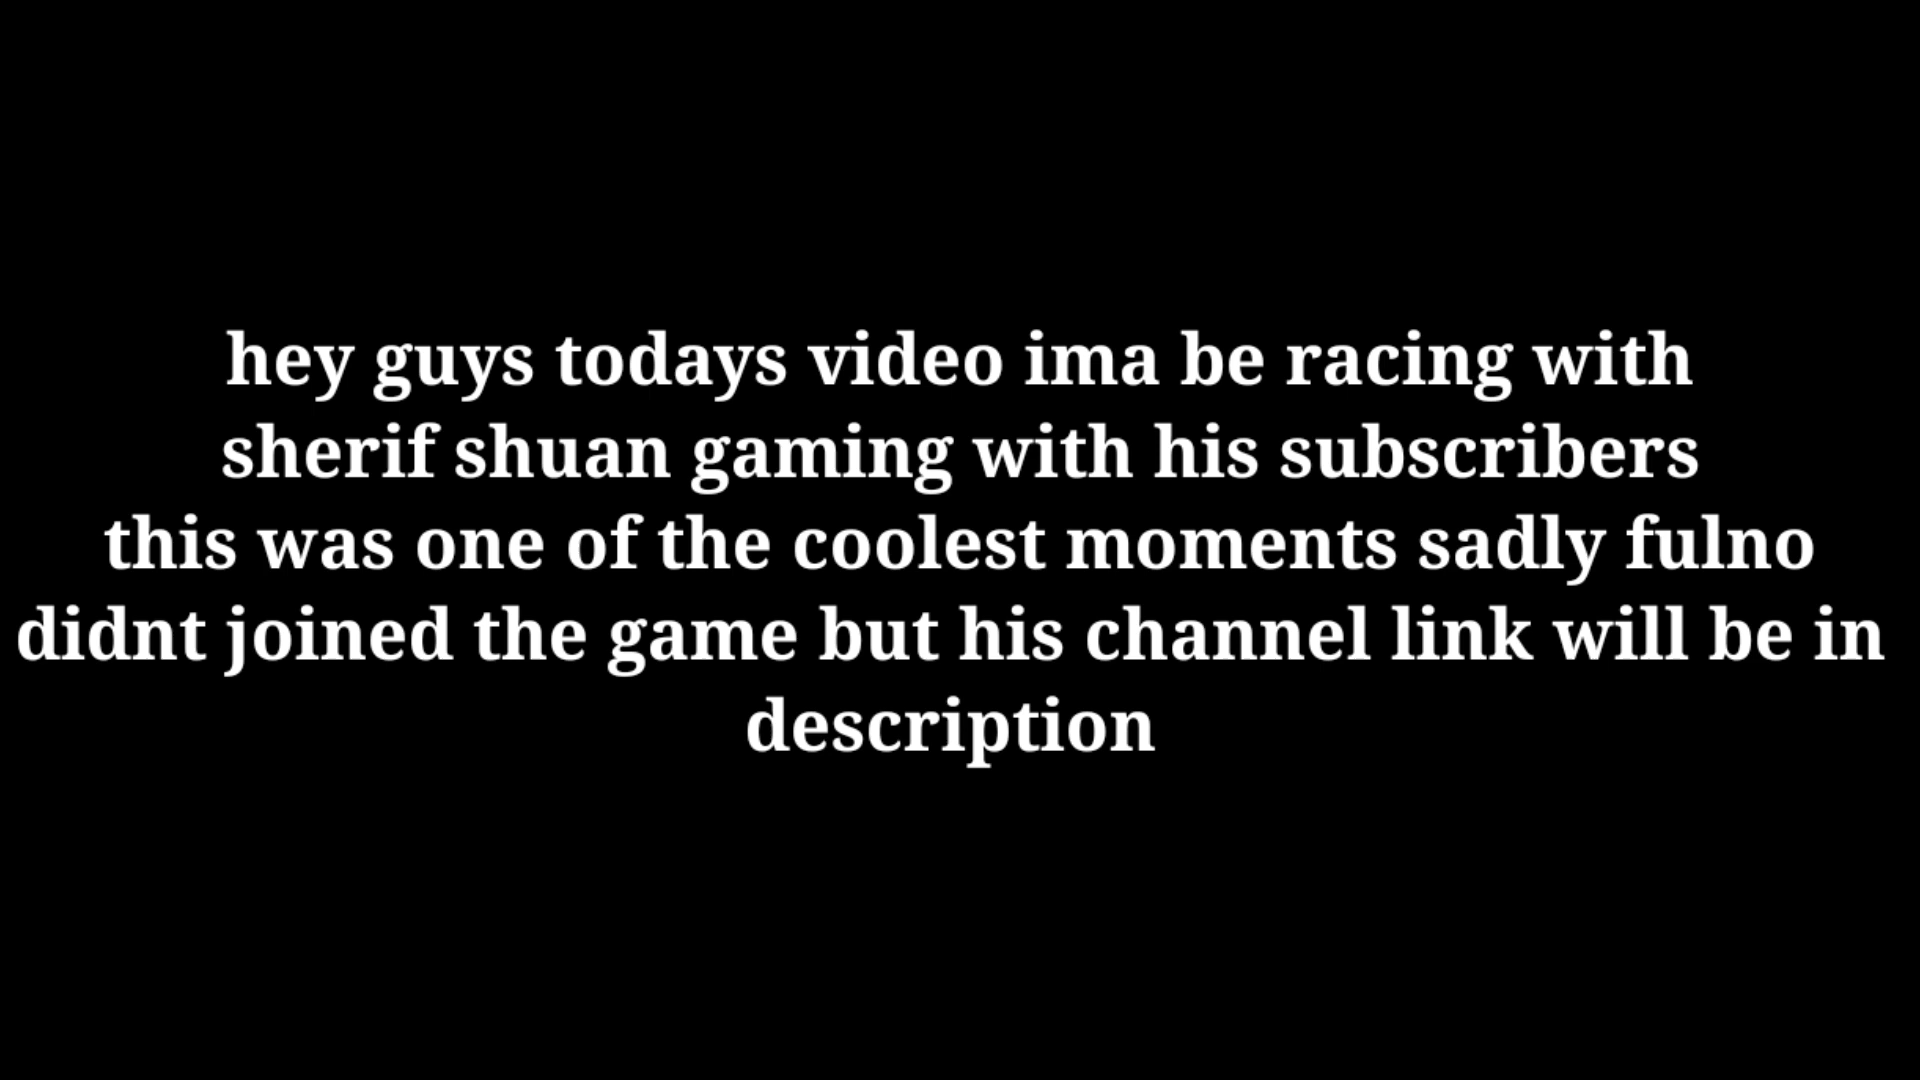 hey guys todays video ima be racing with
sherif shuan gaming with his subscribers
this was one of the coolest moments sadly fulno
didnt joined the game but his channel link will be in
description